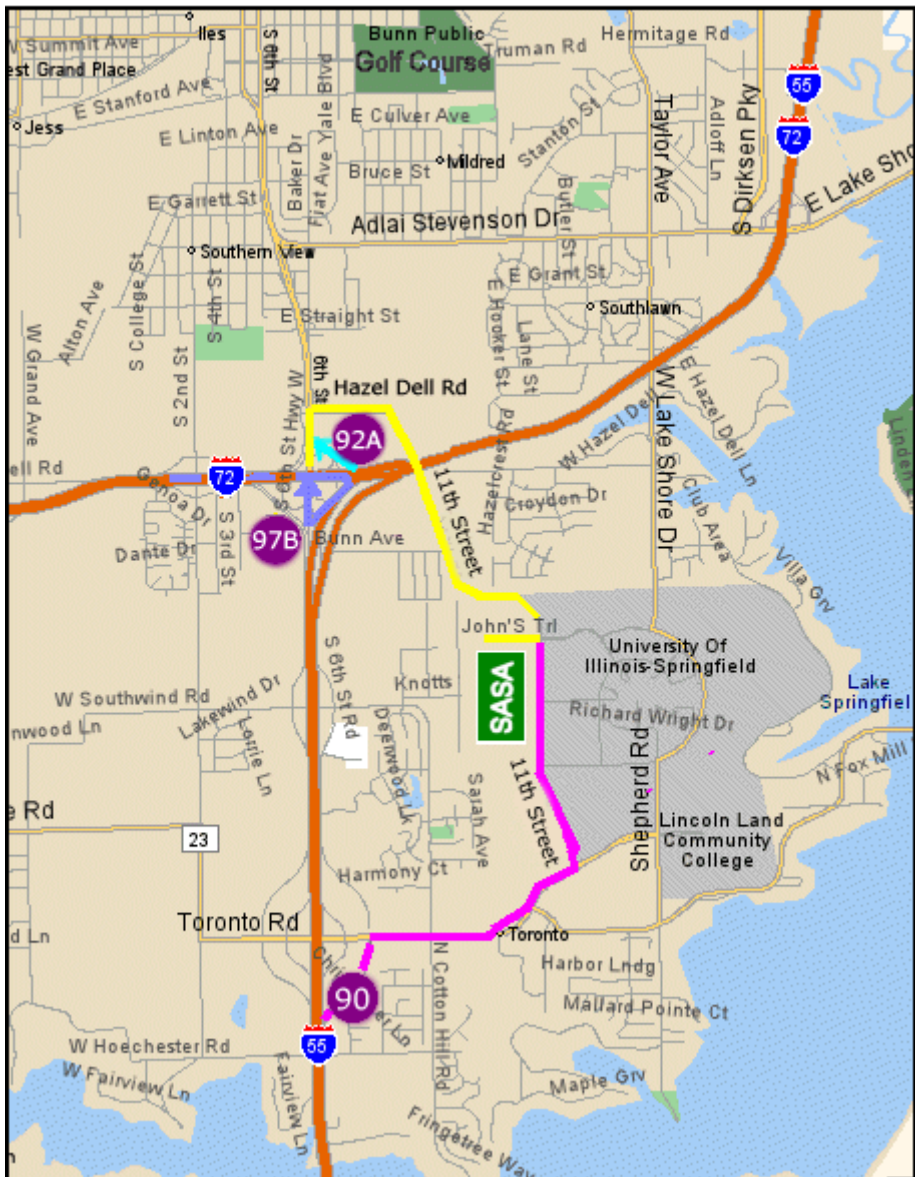 Iles
Bunn Public
Golf Course
Hermitage Rd
W Summit Ave
S 6th St
Truman Rd
est Grand Place
E Stanford Ave
Yale Blvd
55
Jess
E Culver Ave
Stanton St
Taylor Ave
Adloff Ln
S Dirksen Pky
72
E Linton Ave
Baker Dr
Fiat Ave
Mildred
Bruce St
E Lake Sho
E Garrett St
Butler St
Adlai Stevenson Dr
Southern View
S College St
S 4th St
E Grant St
Alton Ave
E Hooker St
Southlawn
E Straight St
Lane St
W Grand Ave
S 2nd St
6th St
Hazel Dell Rd
W Lake Shore Dr
E Hazel Dell Ln
Linden
S 6th St Hwy W
92A
W Hazel Dell
ell Rd
72
Hazelcrest Rd
Genoa Dr
11th Street
Croydon Dr
Club Area
S 3rd St
97B
Bunn Ave
Dante Dr
Villa Grv
John'S Trl
University Of
Illinois-Springfield
S 6th St Rd
SASA
Knotts
W Southwind Rd
Lakewind Dr
Lake
Springfiel
nwood Ln
Richard Wright Dr
Lorrie Ln
Deerwood Lk
Shepherd Rd
N Fox Mill
Sarah Ave
11th Street
e Rd
23
Lincoln Land
Community
College
Harmony Ct
Toronto Rd
Toronto
d Ln
N Cotton Hill Rd
Harbor Lndg
90
Mallard Pointe Ct
55
W Hoechester Rd
W Fairview Ln
Fairview Ln
Maple Grv
Fringetree Way